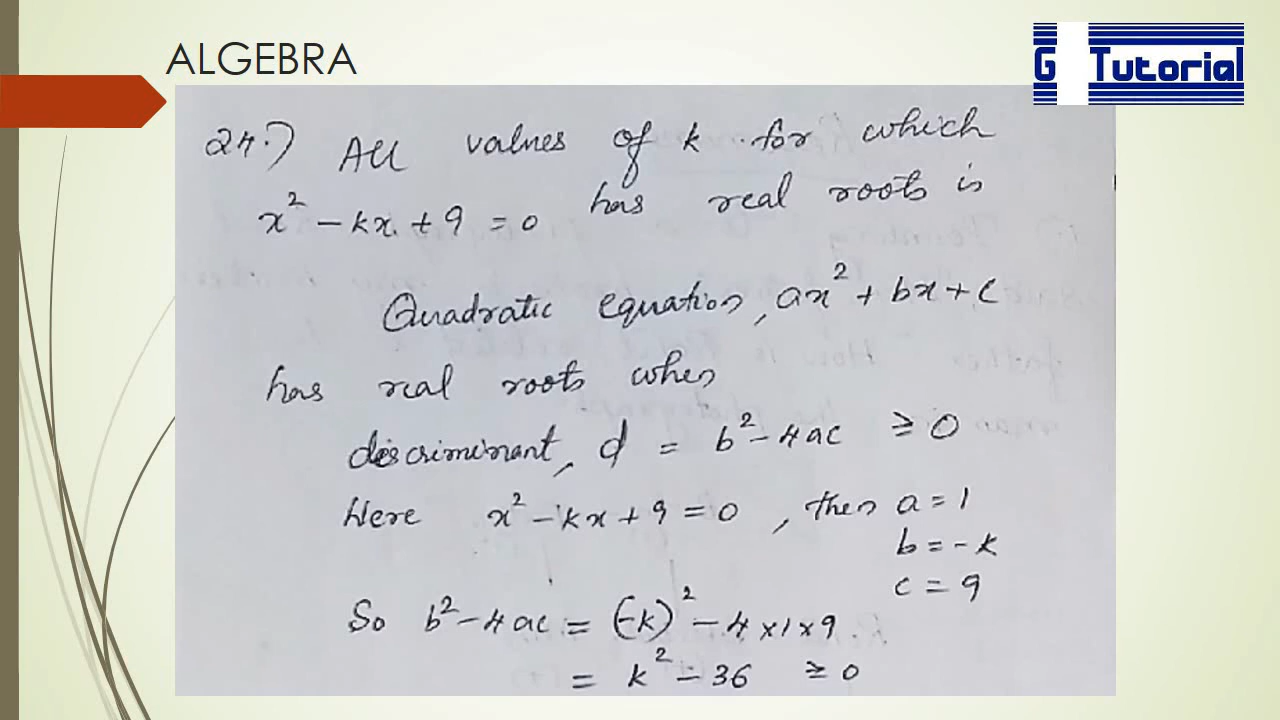 ALGEBRA
G Tutorial
24.) All values of k for which
x² - kx + 9 = 0 has real roots is
Quadratic equation, ax² + bx + c
has real roots when
discriminant, d = b² - 4ac ≥ 0
Here x² - kx + 9 = 0, then a = 1
b = -k
c = 9
So b² - 4ac = (-k)² - 4×1×9
= k² - 36 ≥ 0